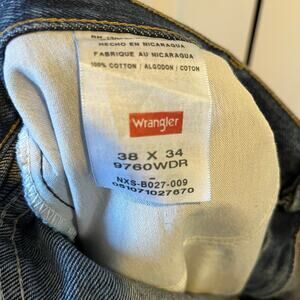 HECHO EN NICARAGUA
FABRIQUE AU NICARAGUA
100% COTTON / ALGODON / COTON
Wrangler
38 X 34
9760WDR
-
NXS-B027-009
051071027670